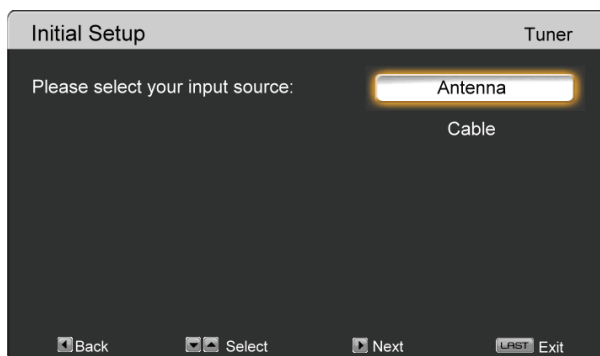 Initial Setup Tuner
Please select your input source: Antenna
Cable
Back Select Next LAST Exit